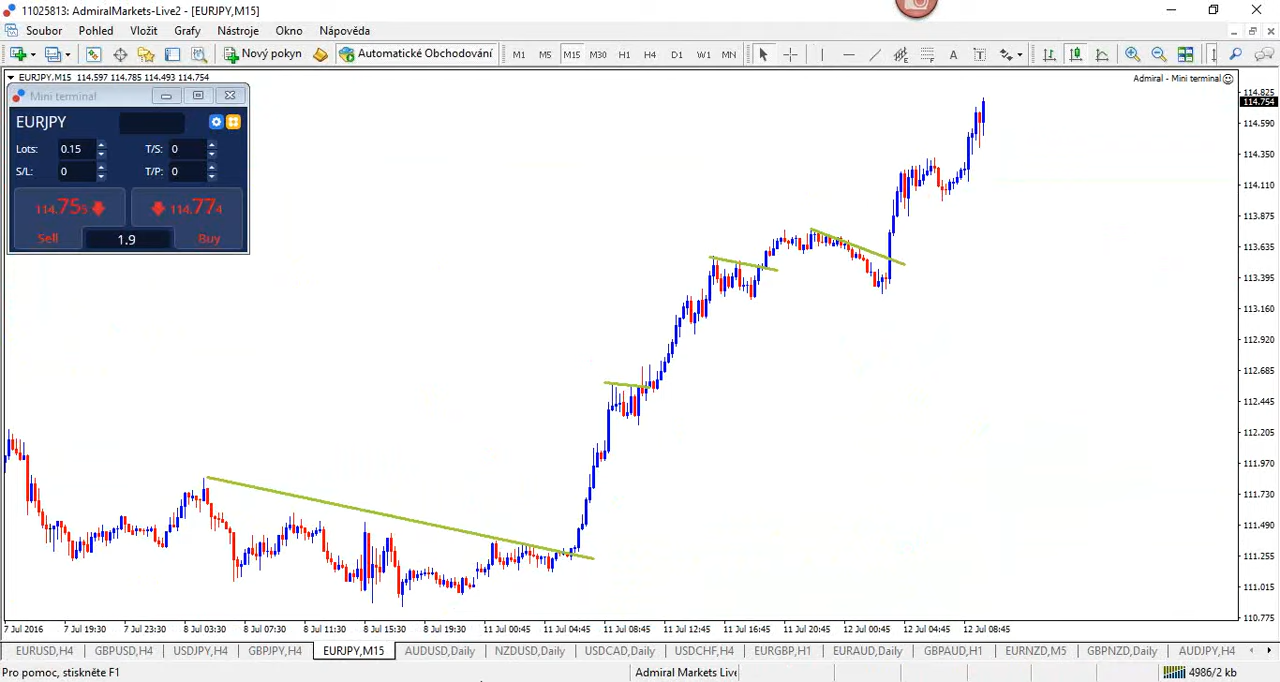 11025813: AdmiralMarkets-Live2 - [EURJPY,M15]
Soubor Pohled Vložit Grafy Nástroje Okno Nápověda
Nový pokyn Automatické Obchodování M1 M5 M15 M30 H1 H4 D1 W1 MN
EURJPY.M15 114.597 114.785 114.493 114.754
Admiral - Mini terminal
Mini terminal
EURJPY
Lots: 0.15 T/S: 0
S/L: 0 T/P: 0
114.755 114.774
Sell 1.9 Buy
114.825
114.754
114.590
114.350
114.110
113.875
113.635
113.395
113.160
112.920
112.685
112.445
112.205
111.970
111.730
111.490
111.255
111.015
110.775
7 Jul 2016 7 Jul 19:30 7 Jul 23:30 8 Jul 03:30 8 Jul 07:30 8 Jul 11:30 8 Jul 15:30 8 Jul 19:30 11 Jul 00:45 11 Jul 04:45 11 Jul 08:45 11 Jul 12:45 11 Jul 16:45 11 Jul 20:45 12 Jul 00:45 12 Jul 04:45 12 Jul 08:45
EURUSD,H4 GBPUSD,H4 USDJPY,H4 GBPJPY,H4 EURJPY,M15 AUDUSD,Daily NZDUSD,Daily USDCAD,Daily USDCHF,H4 EURGBP,H1 EURAUD,Daily GBPAUD,H1 EURNZD,M5 GBPNZD,Daily AUDJPY,H4
Pro pomoc, stiskněte F1 Admiral Markets Live 4986/2 kb